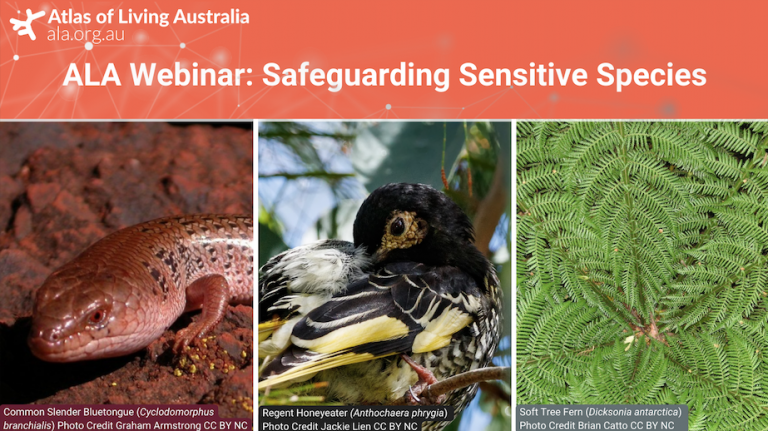 Atlas of Living Australia
ala.org.au
ALA Webinar: Safeguarding Sensitive Species
Common Slender Bluetongue (Cyclodomorphus
branchialis) Photo Credit Graham Armstrong CC BY NC
Regent Honeyeater (Anthochaera phrygia)
Photo Credit Jackie Lien CC BY NC
Soft Tree Fern (Dicksonia antarctica)
Photo Credit Brian Catto CC BY NC